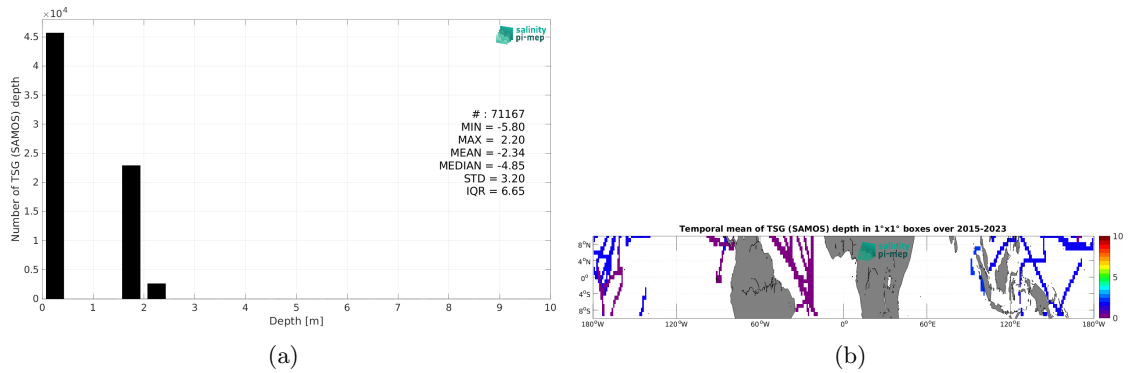 ×10⁴
4.5
4
3.5
3
2.5
2
1.5
1
0.5
0
Number of TSG (SAMOS) depth
salinity
pi-mep
# : 71167
MIN = -5.80
MAX = 2.20
MEAN = -2.34
MEDIAN = -4.85
STD = 3.20
IQR = 6.65
0 1 2 3 4 5 6 7 8 9 10
Depth [m]
(a)
Temporal mean of TSG (SAMOS) depth in 1°x1° boxes over 2015-2023
salinity
pi-mep
8°N
4°N
0°
4°S
8°S
180°W 120°W 60°W 0° 60°E 120°E 180°W
10
5
0
(b)